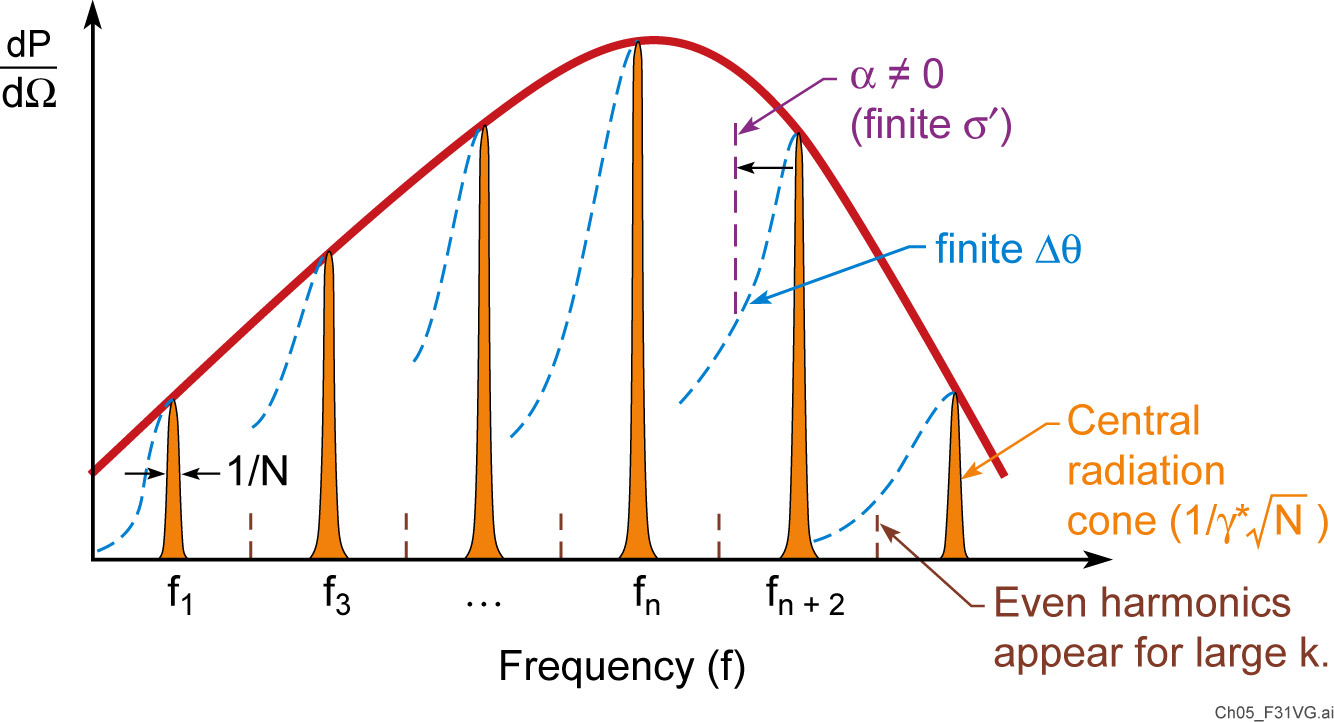 dP
dΩ
α ≠ 0
(finite σ′)
finite Δθ
1/N
Central
radiation
cone (1/γ*√N )
f1
f3
…
fn
fn + 2
Even harmonics
appear for large k.
Frequency (f)
Ch05_F31VG.ai